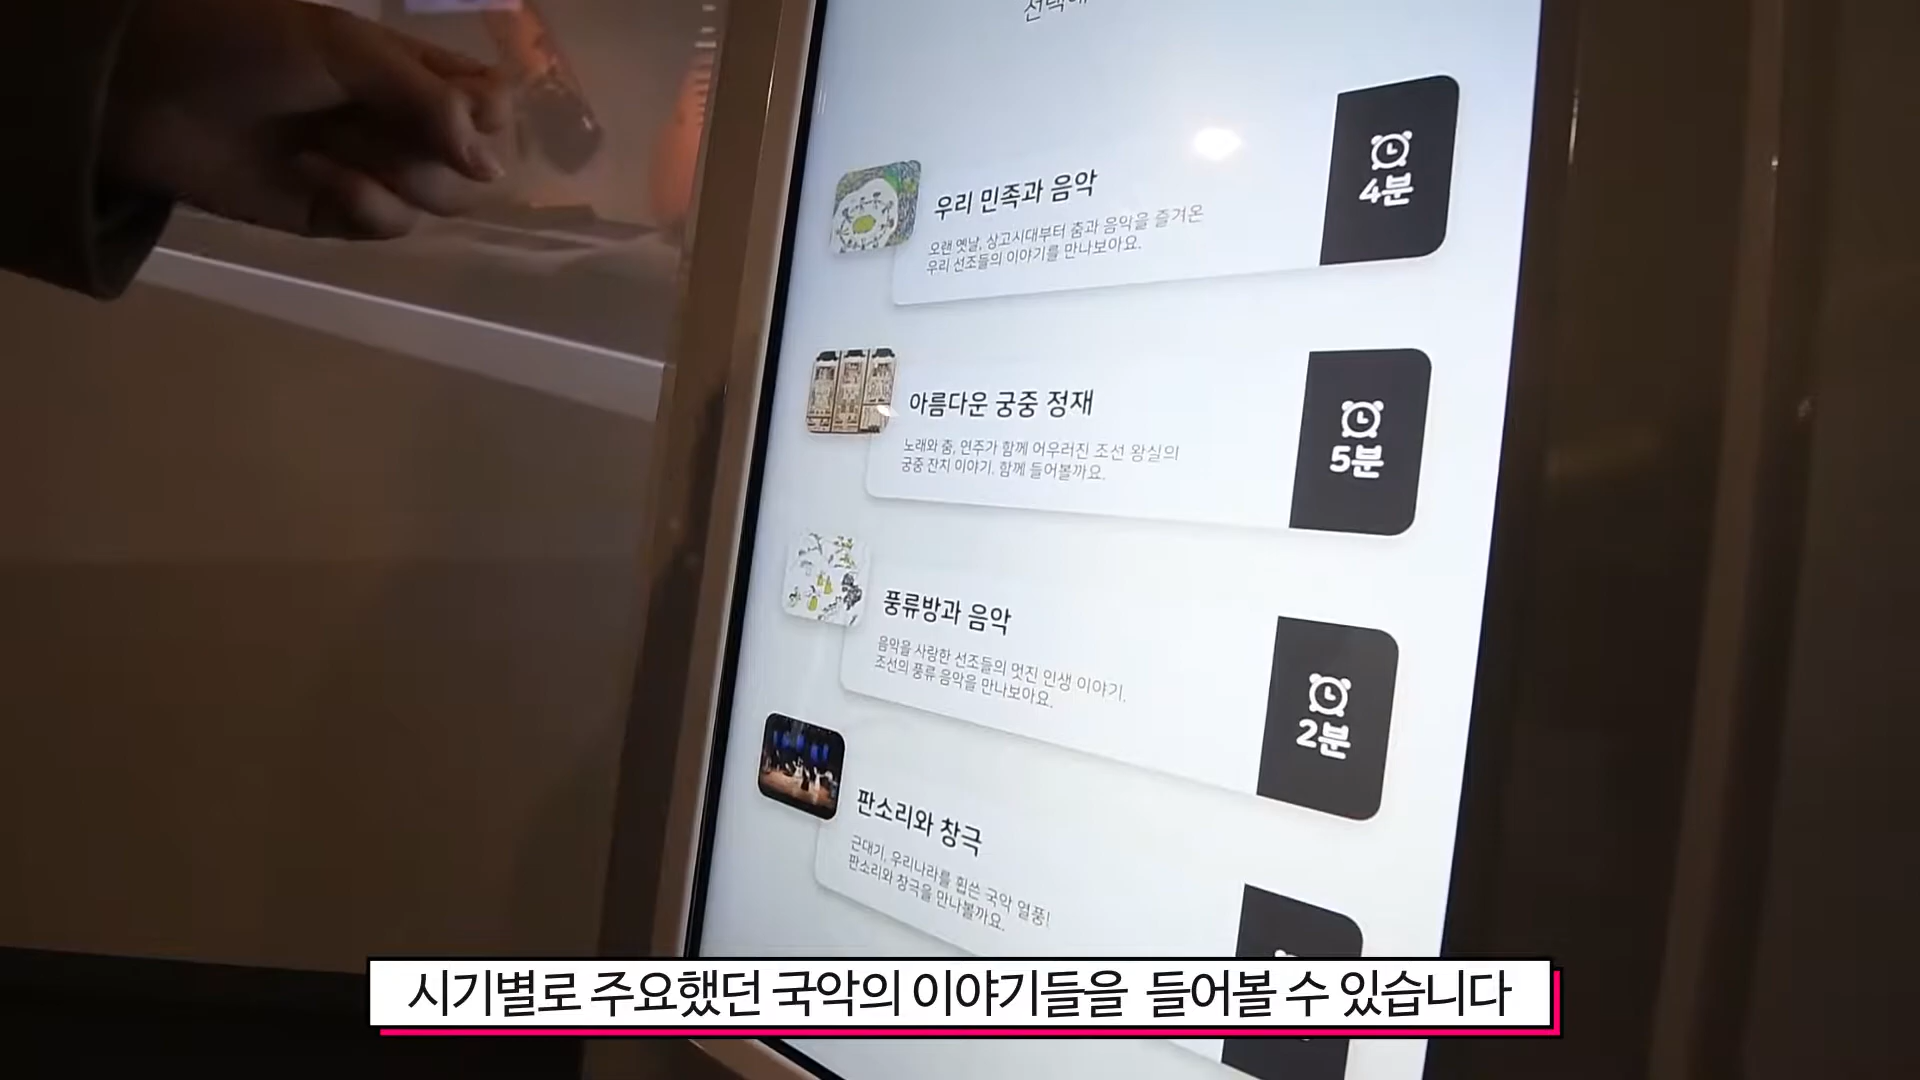 우리 민족과 음악
오랜 옛날, 상고시대부터 춤과 음악을 즐겨온
우리 선조들의 이야기를 만나보아요.
4분
아름다운 궁중 정재
노래와 춤, 연주가 함께 어우러진 조선 왕실의
궁중 잔치 이야기. 함께 들어볼까요.
5분
풍류방과 음악
음악을 사랑한 선조들의 멋진 인생 이야기.
조선의 풍류 음악을 만나보아요.
2분
판소리와 창극
근대기, 우리나라를 휩쓴 국악 열풍!
판소리와 창극을 만나볼까요.
시기별로 주요했던 국악의 이야기들을 들어볼 수 있습니다